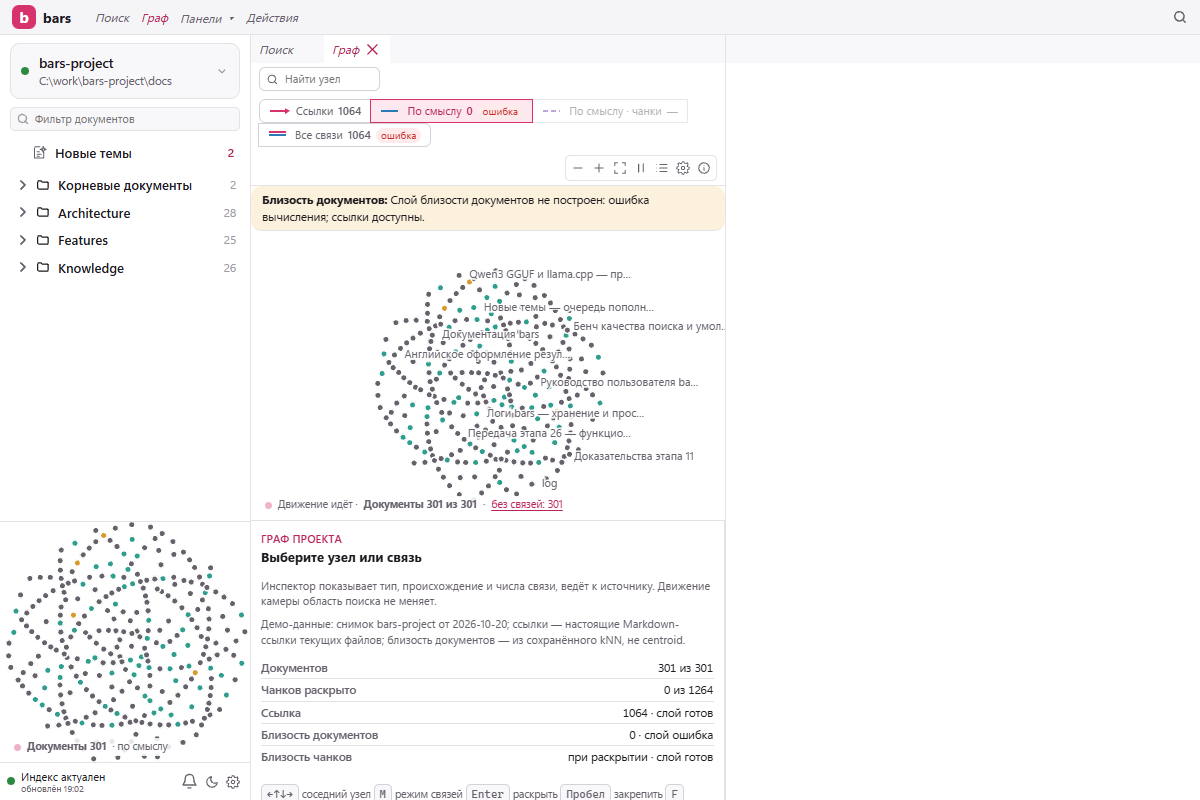 b bars Поиск Граф Панели Действия
bars-project
C:\work\bars-project\docs
Фильтр документов
Новые темы 2
Корневые документы 2
Architecture 28
Features 25
Knowledge 26
Документы 301 · по смыслу
Индекс актуален
обновлён 19:02
Поиск Граф
Найти узел
Ссылки 1064 По смыслу 0 ошибка По смыслу · чанки —
Все связи 1064 ошибка
Близость документов: Слой близости документов не построен: ошибка
вычисления; ссылки доступны.
Qwen3 GGUF и llama.cpp — пр...
Новые темы — очередь пополн...
Бенч качества поиска и умол...
Документация bars
Английское оформление резул...
Руководство пользователя ba...
Логи bars — хранение и прос...
Передача этапа 26 — функцио...
Доказательства этапа 11
log
Движение идёт · Документы 301 из 301 · без связей: 301
ГРАФ ПРОЕКТА
Выберите узел или связь
Инспектор показывает тип, происхождение и числа связи, ведёт к источнику. Движение
камеры область поиска не меняет.
Демо-данные: снимок bars-project от 2026-10-20; ссылки — настоящие Markdown-
ссылки текущих файлов; близость документов — из сохранённого kNN, не centroid.
Документы 301 из 301
Чанков раскрыто 0 из 1264
Ссылка 1064 · слой готов
Близость документов 0 · слой ошибка
Близость чанков при раскрытии · слой готов
←↑↓→ соседний узел M режим связей Enter раскрыть Пробел закрепить F